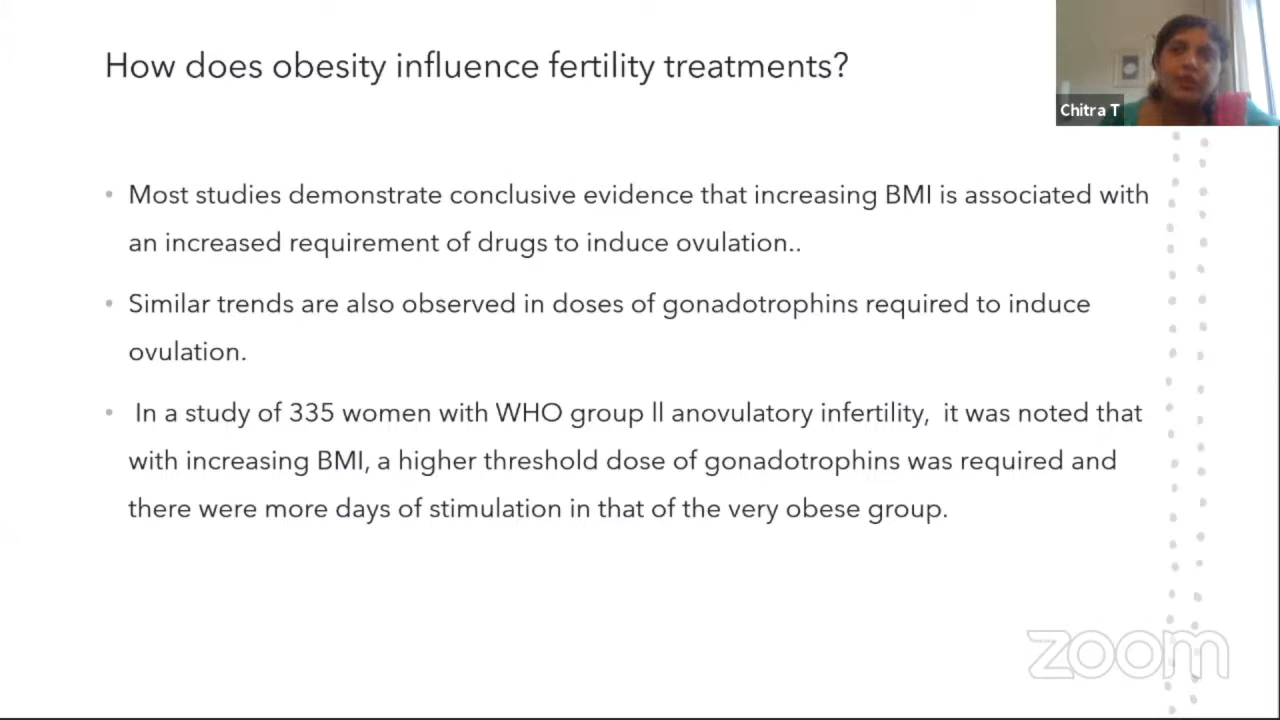 How does obesity influence fertility treatments?
Chitra T
• Most studies demonstrate conclusive evidence that increasing BMI is associated with
an increased requirement of drugs to induce ovulation..
• Similar trends are also observed in doses of gonadotrophins required to induce
ovulation.
• In a study of 335 women with WHO group ll anovulatory infertility, it was noted that
with increasing BMI, a higher threshold dose of gonadotrophins was required and
there were more days of stimulation in that of the very obese group.
zoom